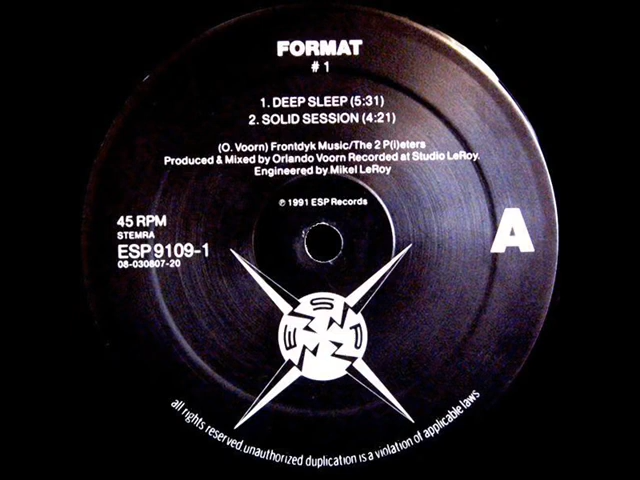 FORMAT
# 1
1. DEEP SLEEP (5:31)
2. SOLID SESSION (4:21)
(O. Voorn) Frontdyk Music/The 2 P(i)eters
Produced & Mixed by Orlando Voorn Recorded at Studio LeRoy.
Engineered by Mikel LeRoy
℗ 1991 ESP Records
45 RPM
STEMRA
ESP 9109-1
08-030807-20
A
E S P
all rights reserved. unauthorized duplication is a violation of applicable laws